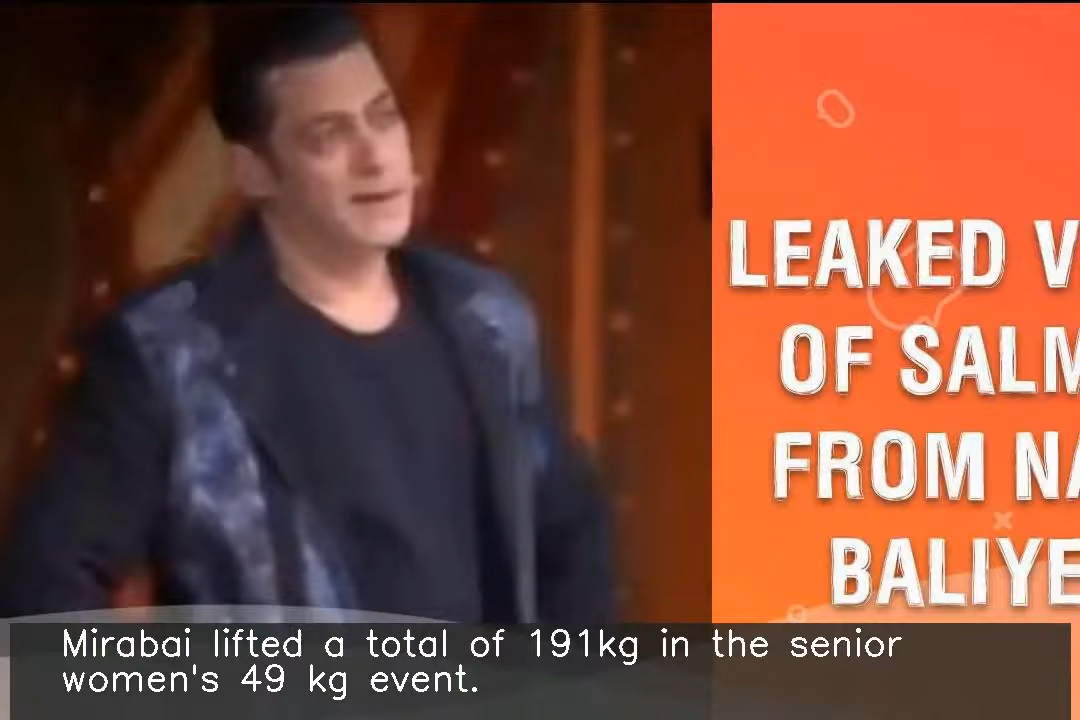 LEAKED V
OF SALM
FROM NA
BALIYE
Mirabai lifted a total of 191kg in the senior
women's 49 kg event.